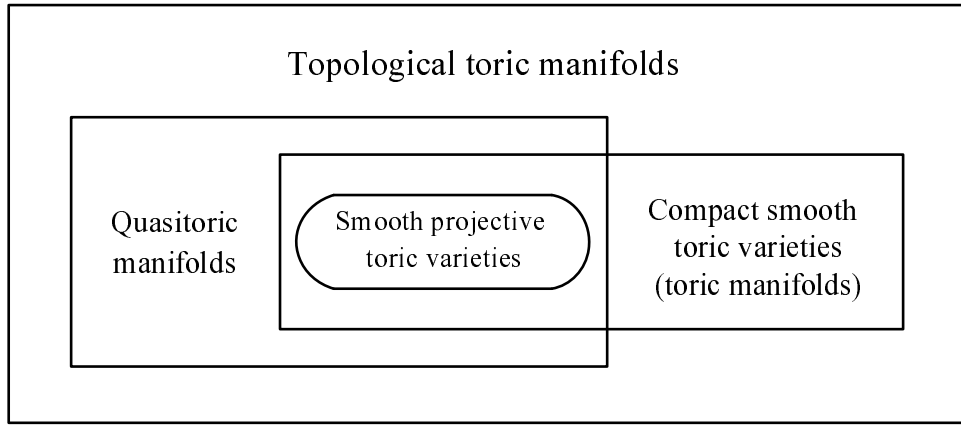 Topological toric manifolds
Quasitoric
manifolds
Smooth projective
toric varieties
Compact smooth
toric varieties
(toric manifolds)